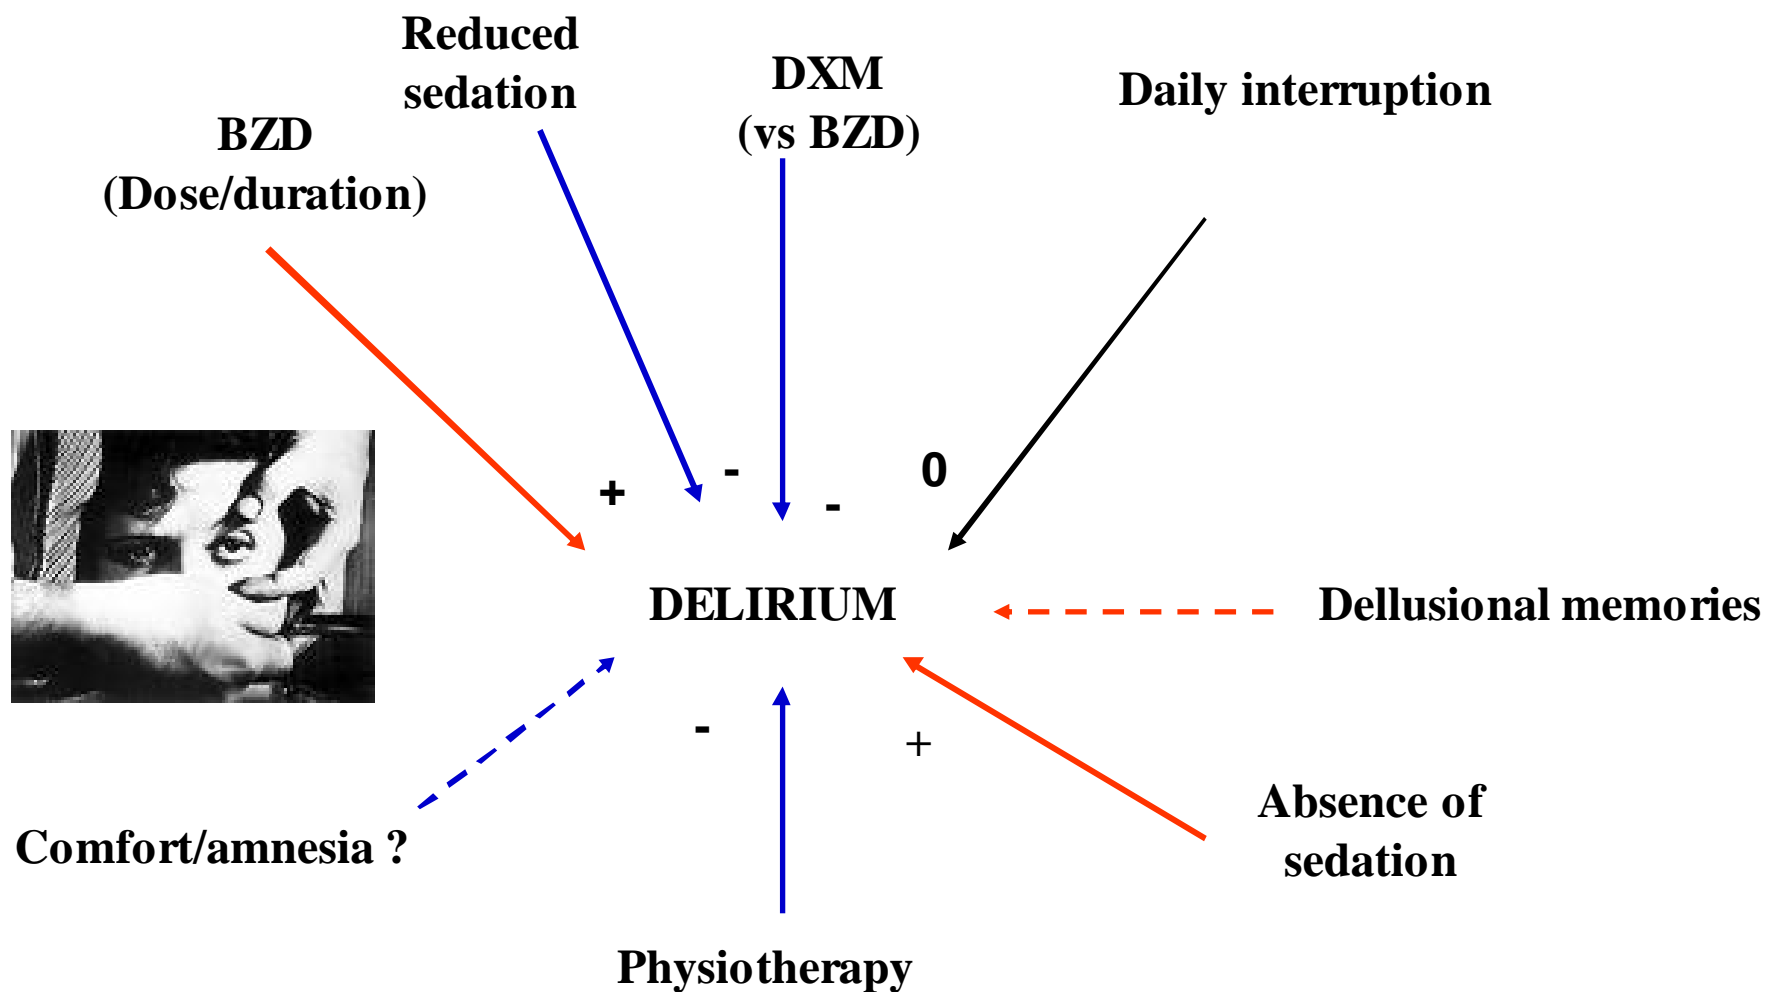 Reduced
sedation
DXM
(vs BZD)
Daily interruption
BZD
(Dose/duration)
+
-
-
0
DELIRIUM
Dellusional memories
-
+
Comfort/amnesia ?
Absence of
sedation
Physiotherapy